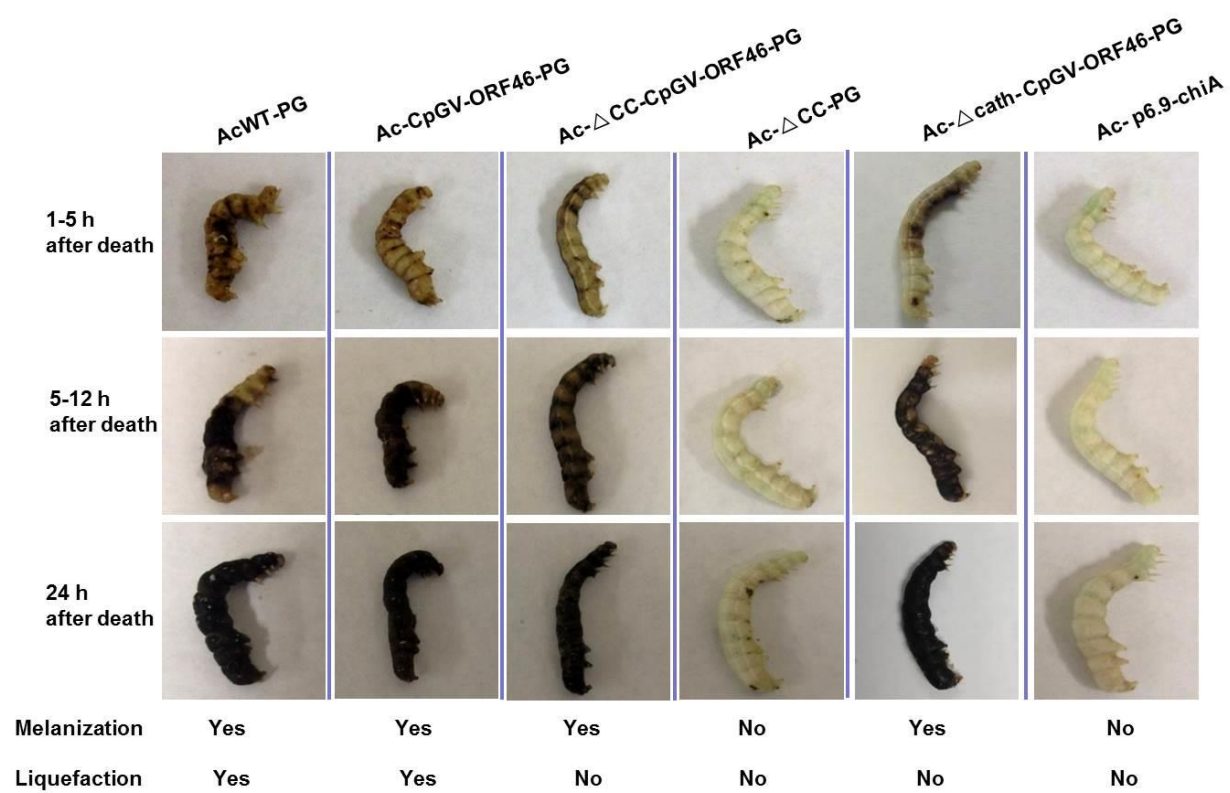 AcWT-PG
Ac-CpGV-ORF46-PG
Ac-△CC-CpGV-ORF46-PG
Ac-△CC-PG
Ac-△cath-CpGV-ORF46-PG
Ac- p6.9-chiA
1-5 h
after death
5-12 h
after death
24 h
after death
Melanization Yes Yes Yes No Yes No
Liquefaction Yes Yes No No No No